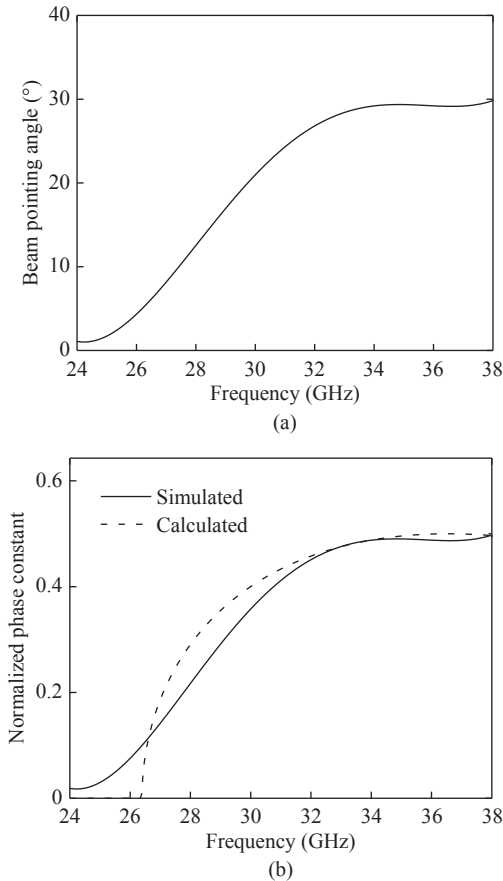 40
30
20
10
0
Beam pointing angle (°)
24 26 28 30 32 34 36 38
Frequency (GHz)
(a)
0.6
0.4
0.2
0
Normalized phase constant
Simulated
Calculated
24 26 28 30 32 34 36 38
Frequency (GHz)
(b)